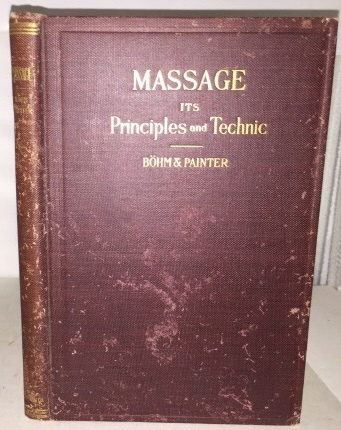 MASSAGE
ITS
Principles and Technic
BÖHM & PAINTER